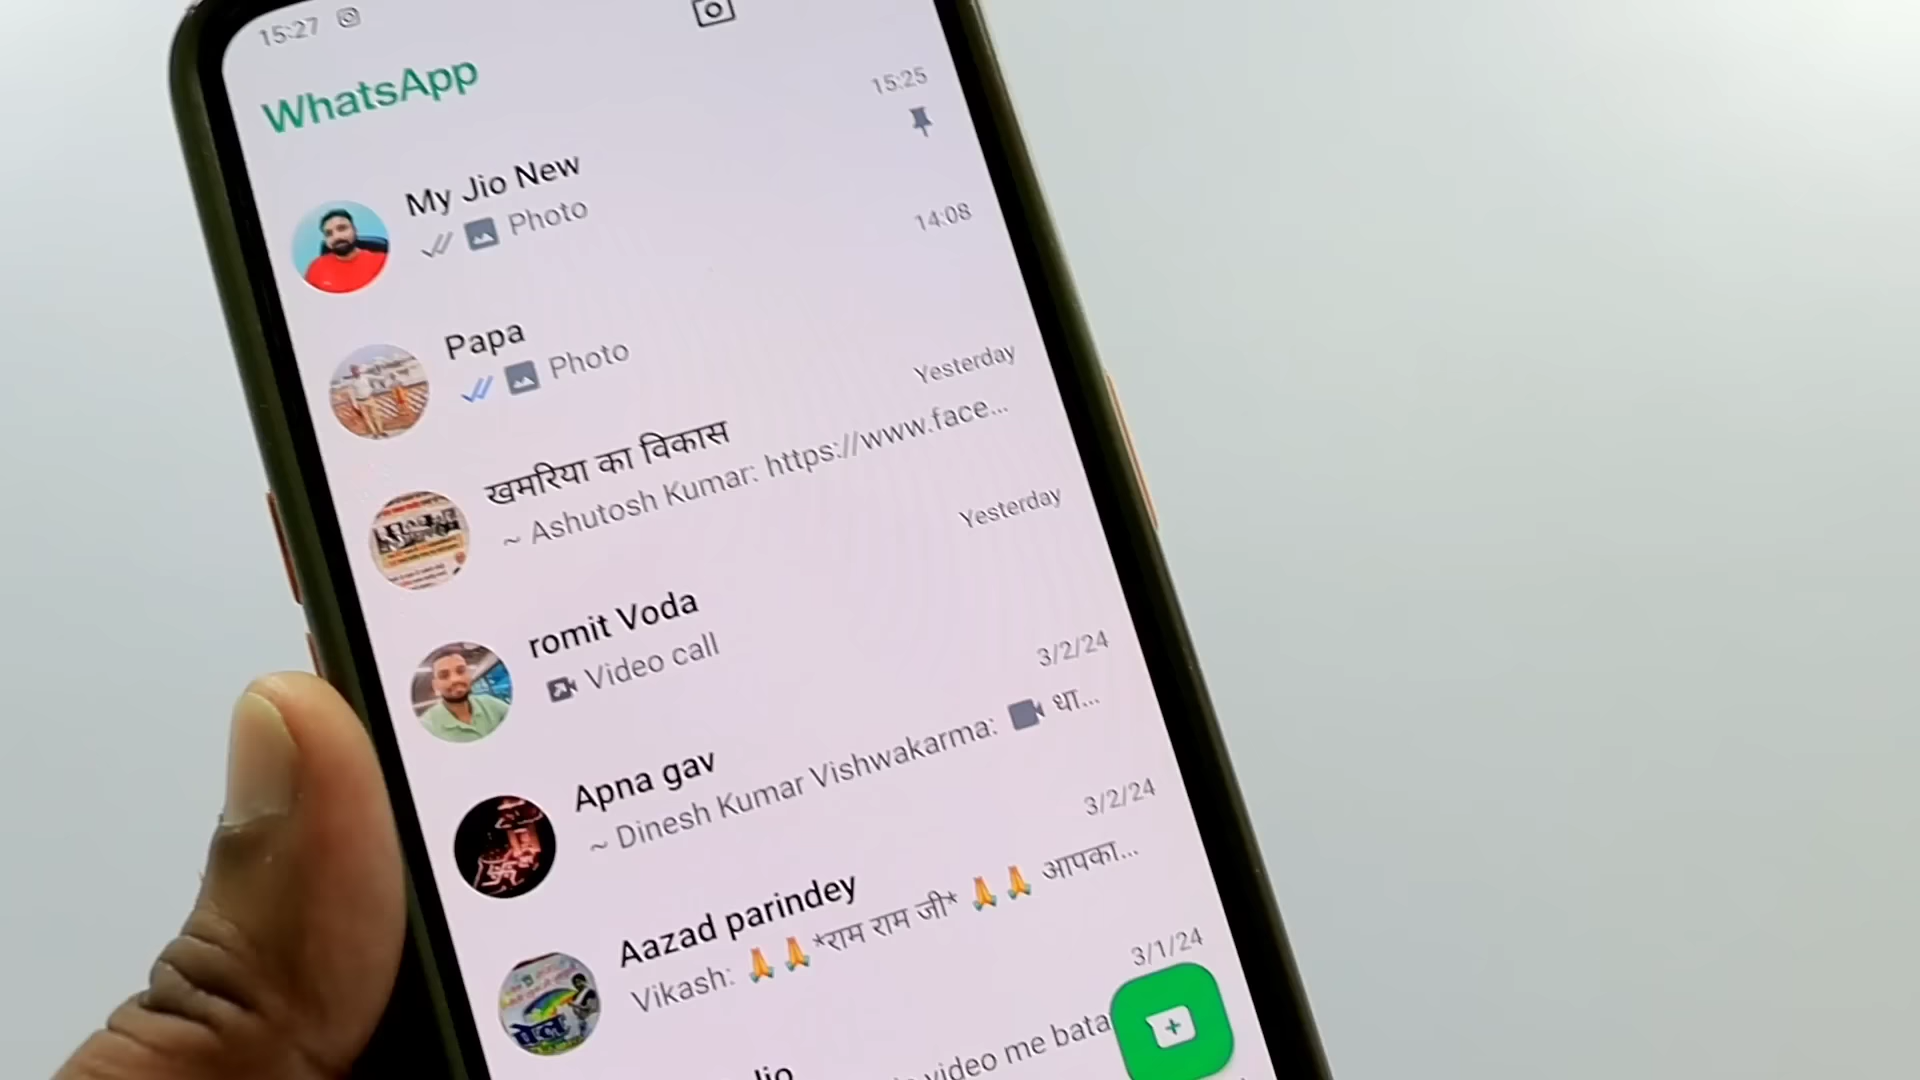 15:27
WhatsApp
My Jio New
15:25
Photo
Papa
14:08
Photo
खमरिया का विकास
Yesterday
~ Ashutosh Kumar: https://www.face...
romit Voda
Yesterday
Video call
Apna gav
3/2/24
~ Dinesh Kumar Vishwakarma: धा...
Aazad parindey
3/2/24
Vikash: 🙏🙏*राम राम जी* 🙏🙏 आपका...
3/1/24
video me bata